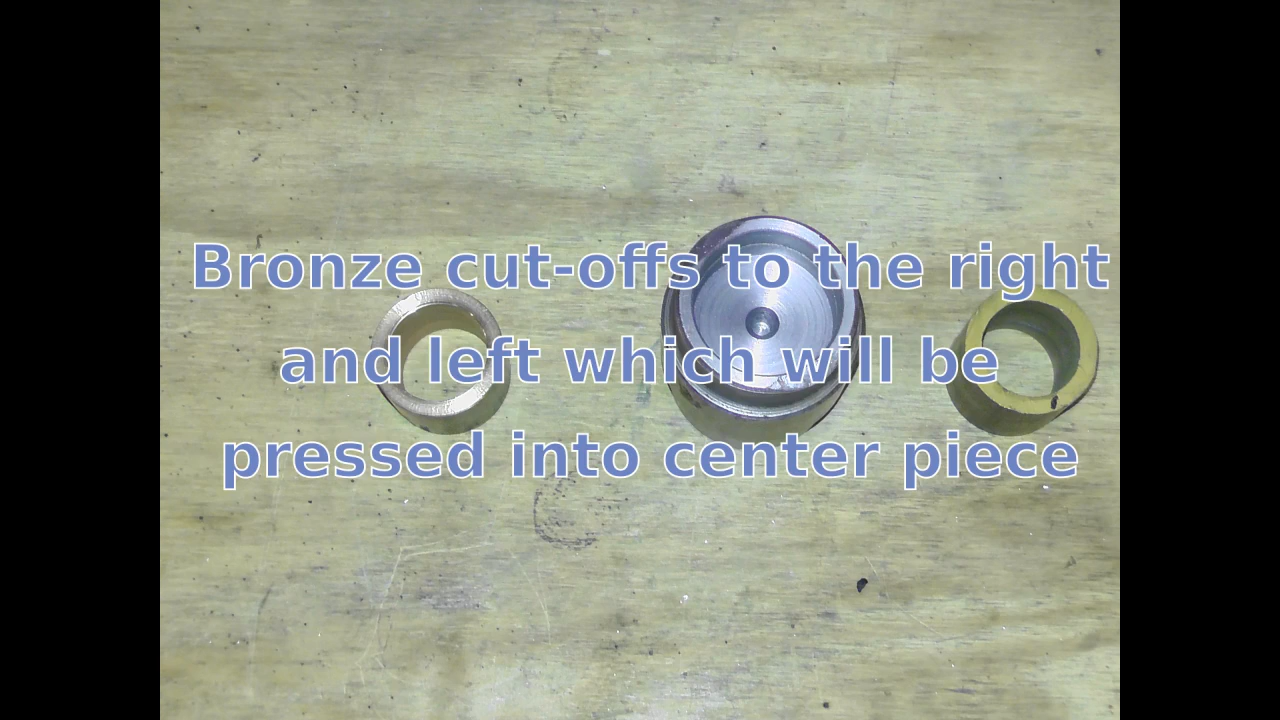 Bronze cut-offs to the right
and left which will be
pressed into center piece